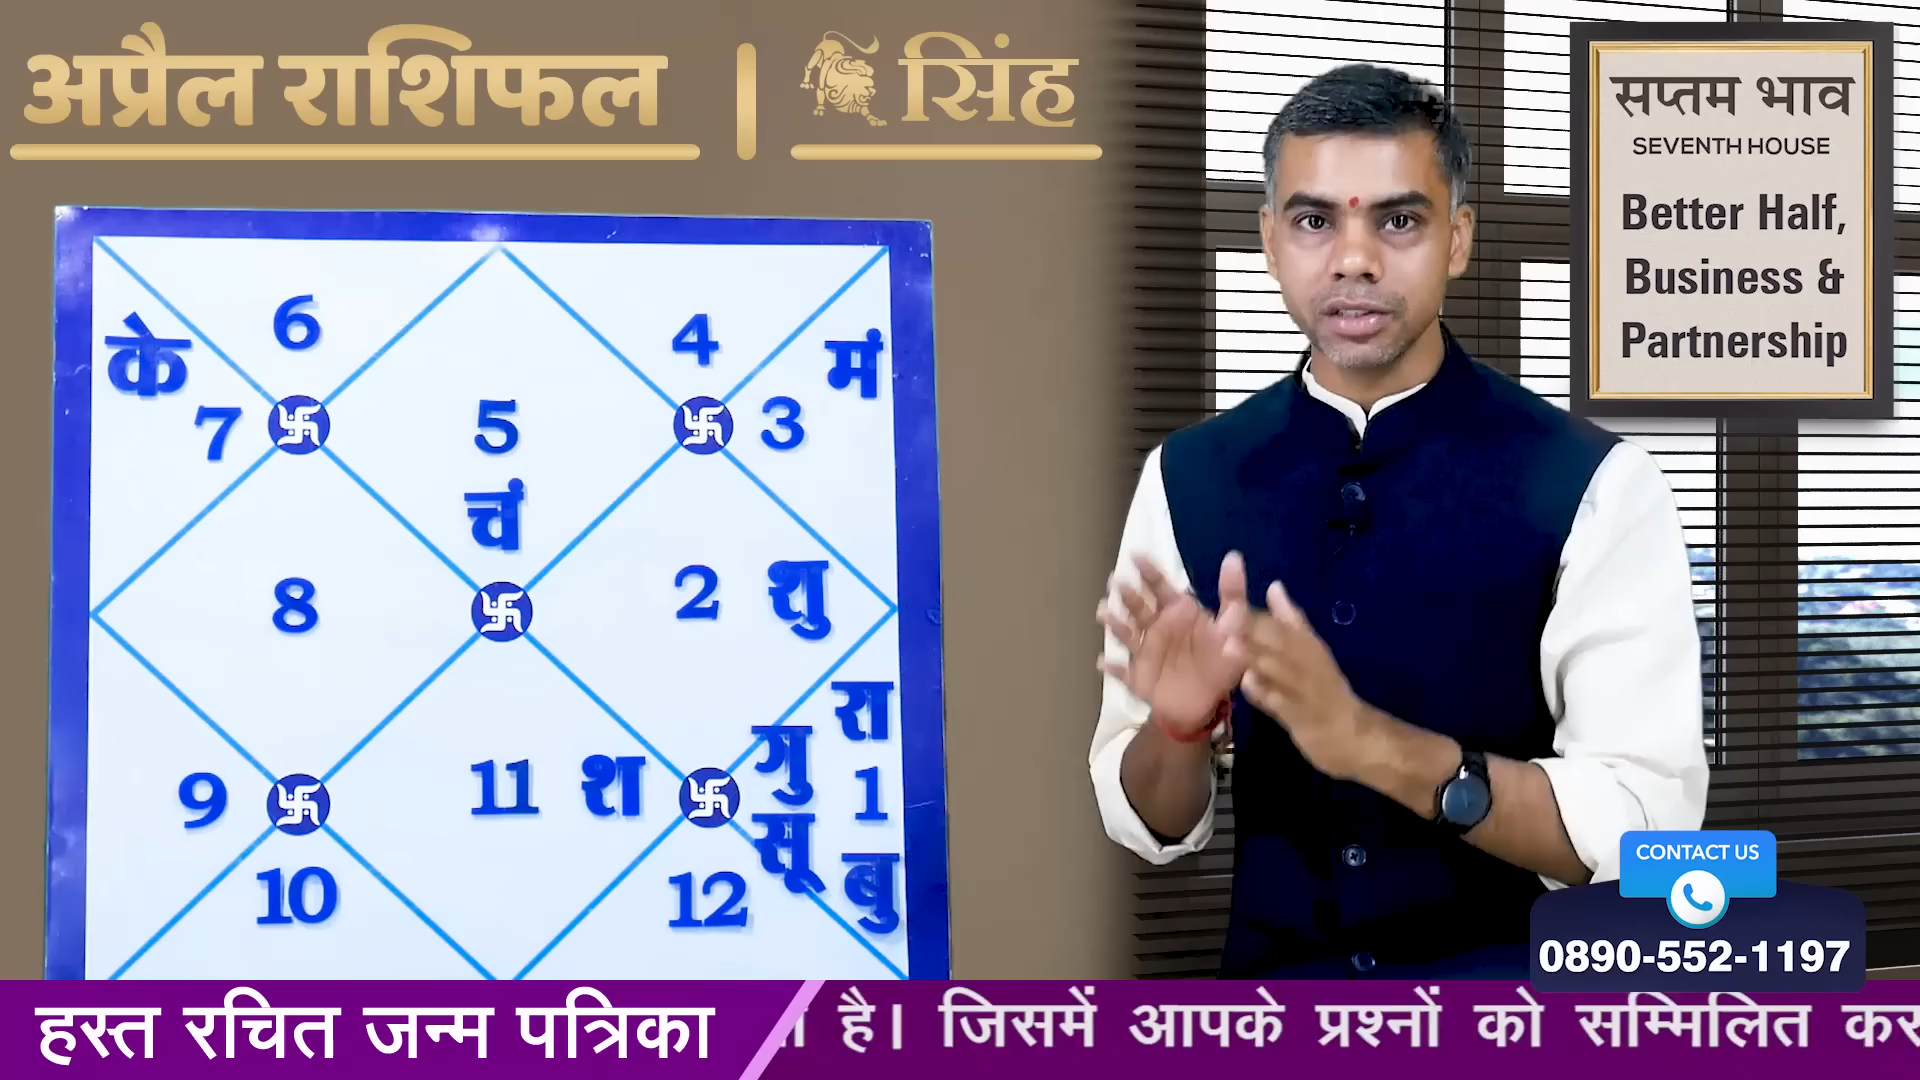 अप्रैल राशिफल | सिंह
सप्तम भाव
SEVENTH HOUSE
Better Half,
Business &
Partnership
6
4
के
मं
7
5
3
चं
8
2 शु
रा
गु
9
11 श
1
सू
बु
10
12
CONTACT US
0890-552-1197
हस्त रचित जन्म पत्रिका
है। जिसमें आपके प्रश्नों को सम्मिलित कर